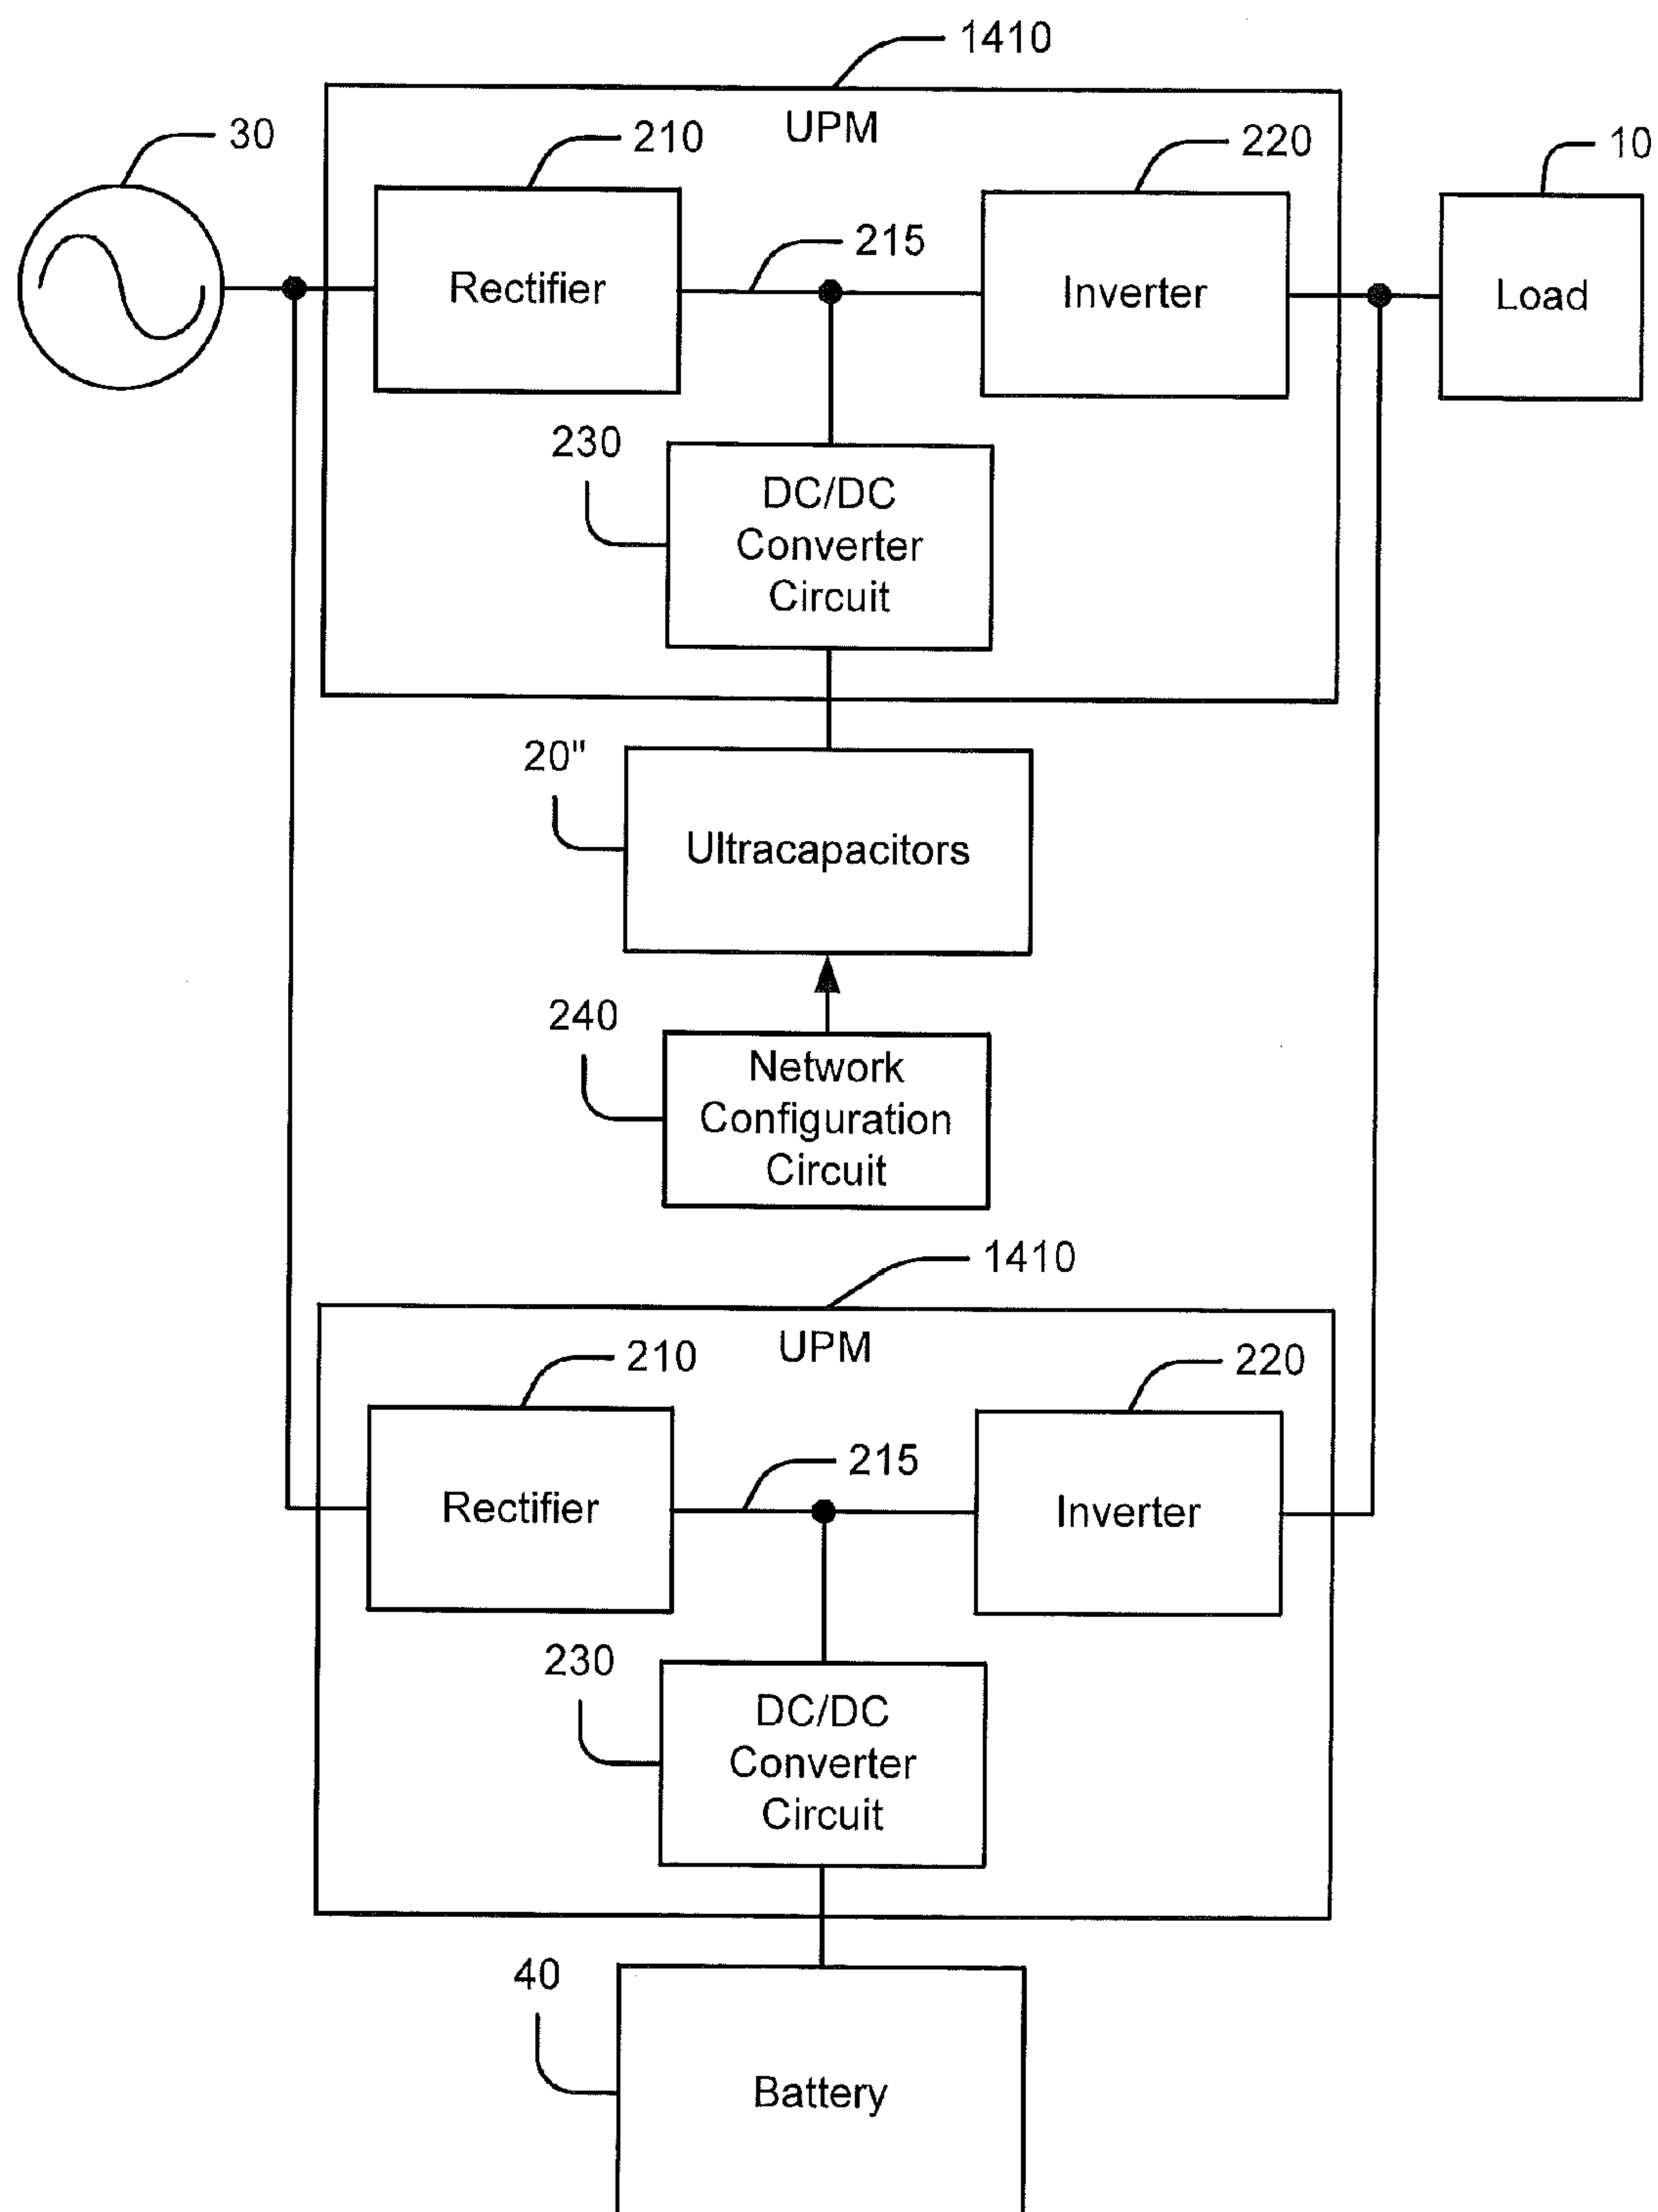 1410
UPM
30
210
220
10
215
Rectifier
Inverter
Load
230
DC/DC
Converter
Circuit
20"
Ultracapacitors
240
Network
Configuration
Circuit
1410
UPM
210
220
215
Rectifier
Inverter
230
DC/DC
Converter
Circuit
40
Battery